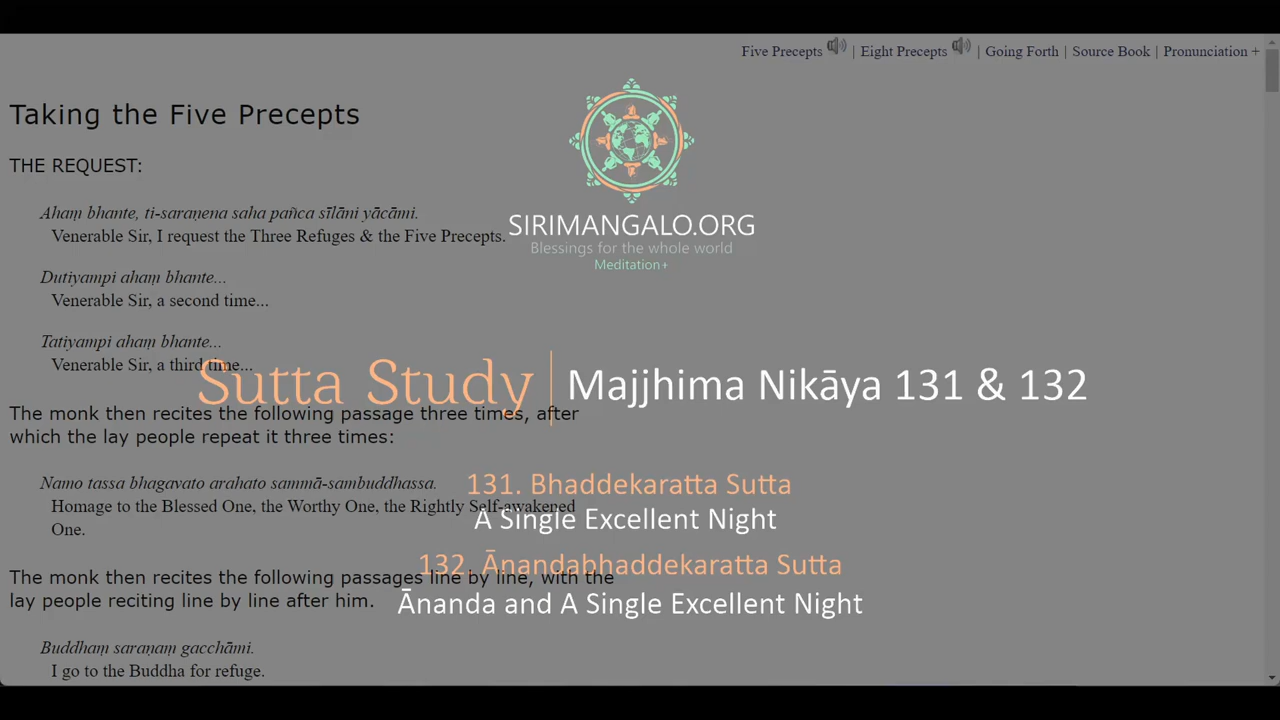 Five Precepts | Eight Precepts | Going Forth | Source Book | Pronunciation +
Taking the Five Precepts
THE REQUEST:
Ahaṃ bhante, ti-saraṇena saha pañca sīlāni yācāmi.
Venerable Sir, I request the Three Refuges & the Five Precepts.
Dutiyampi ahaṃ bhante...
Venerable Sir, a second time...
Tatiyampi ahaṃ bhante...
Venerable Sir, a third time...
The monk then recites the following passage three times, after
which the lay people repeat it three times:
Namo tassa bhagavato arahato sammā-sambuddhassa.
Homage to the Blessed One, the Worthy One, the Rightly Self-awakened
One.
The monk then recites the following passages line by line, with the
lay people reciting line by line after him.
Buddhaṃ saraṇaṃ gacchāmi.
I go to the Buddha for refuge.
SIRIMANGALO.ORG
Blessings for the whole world
Meditation+
Sutta Study | Majjhima Nikāya 131 & 132
131. Bhaddekaratta Sutta
A Single Excellent Night
132. Ānandabhaddekaratta Sutta
Ānanda and A Single Excellent Night